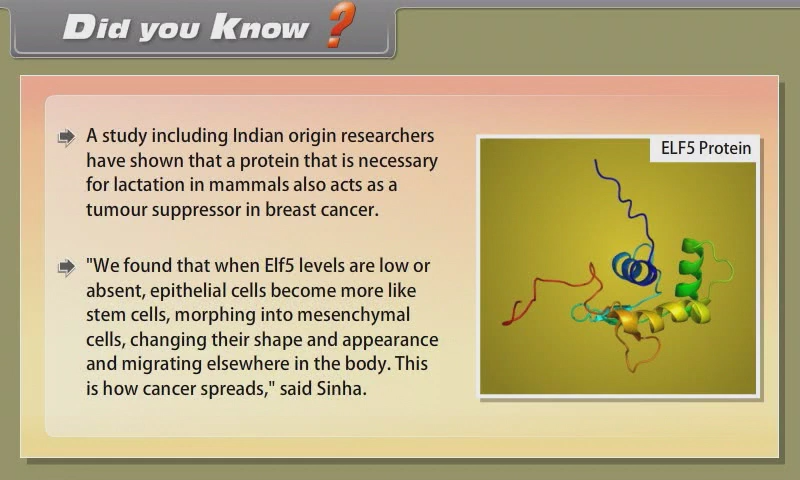 Did you Know ?
A study including Indian origin researchers
have shown that a protein that is necessary
for lactation in mammals also acts as a
tumour suppressor in breast cancer.
"We found that when Elf5 levels are low or
absent, epithelial cells become more like
stem cells, morphing into mesenchymal
cells, changing their shape and appearance
and migrating elsewhere in the body. This
is how cancer spreads," said Sinha.
ELF5 Protein